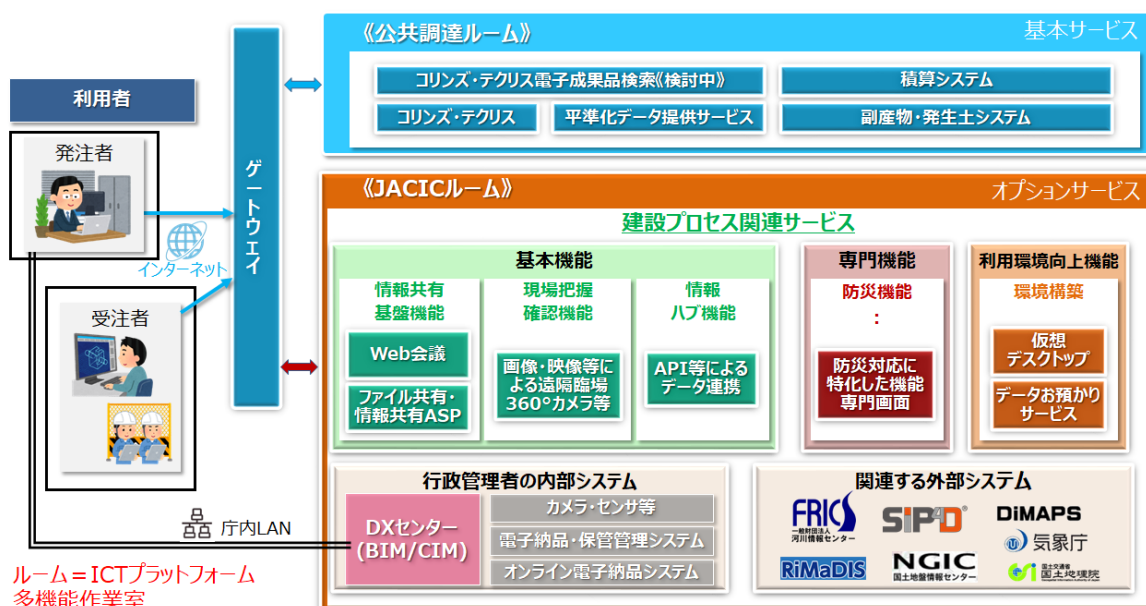 利用者
発注者
インターネット
受注者
庁内LAN
ルーム＝ICTプラットフォーム
多機能作業室
ゲートウエイ
《公共調達ルーム》
基本サービス
コリンズ・テクリス電子成果品検索《検討中》
積算システム
コリンズ・テクリス
平準化データ提供サービス
副産物・発生土システム
《JACICルーム》
オプションサービス
建設プロセス関連サービス
基本機能
情報共有
基盤機能
Web会議
ファイル共有・
情報共有ASP
現場把握
確認機能
画像・映像等に
よる遠隔臨場
360°カメラ等
情報
ハブ機能
API等による
データ連携
専門機能
防災機能
：
防災対応に
特化した機能
専門画面
利用環境向上機能
環境構築
仮想
デスクトップ
データお預かり
サービス
行政管理者の内部システム
DXセンター
(BIM/CIM)
カメラ・センサ等
電子納品・保管管理システム
オンライン電子納品システム
関連する外部システム
FRICS
一般財団法人
河川情報センター
SIP4D
DiMAPS
気象庁
RiMaDIS
NGIC
国土地盤情報センター
国土交通省
国土地理院